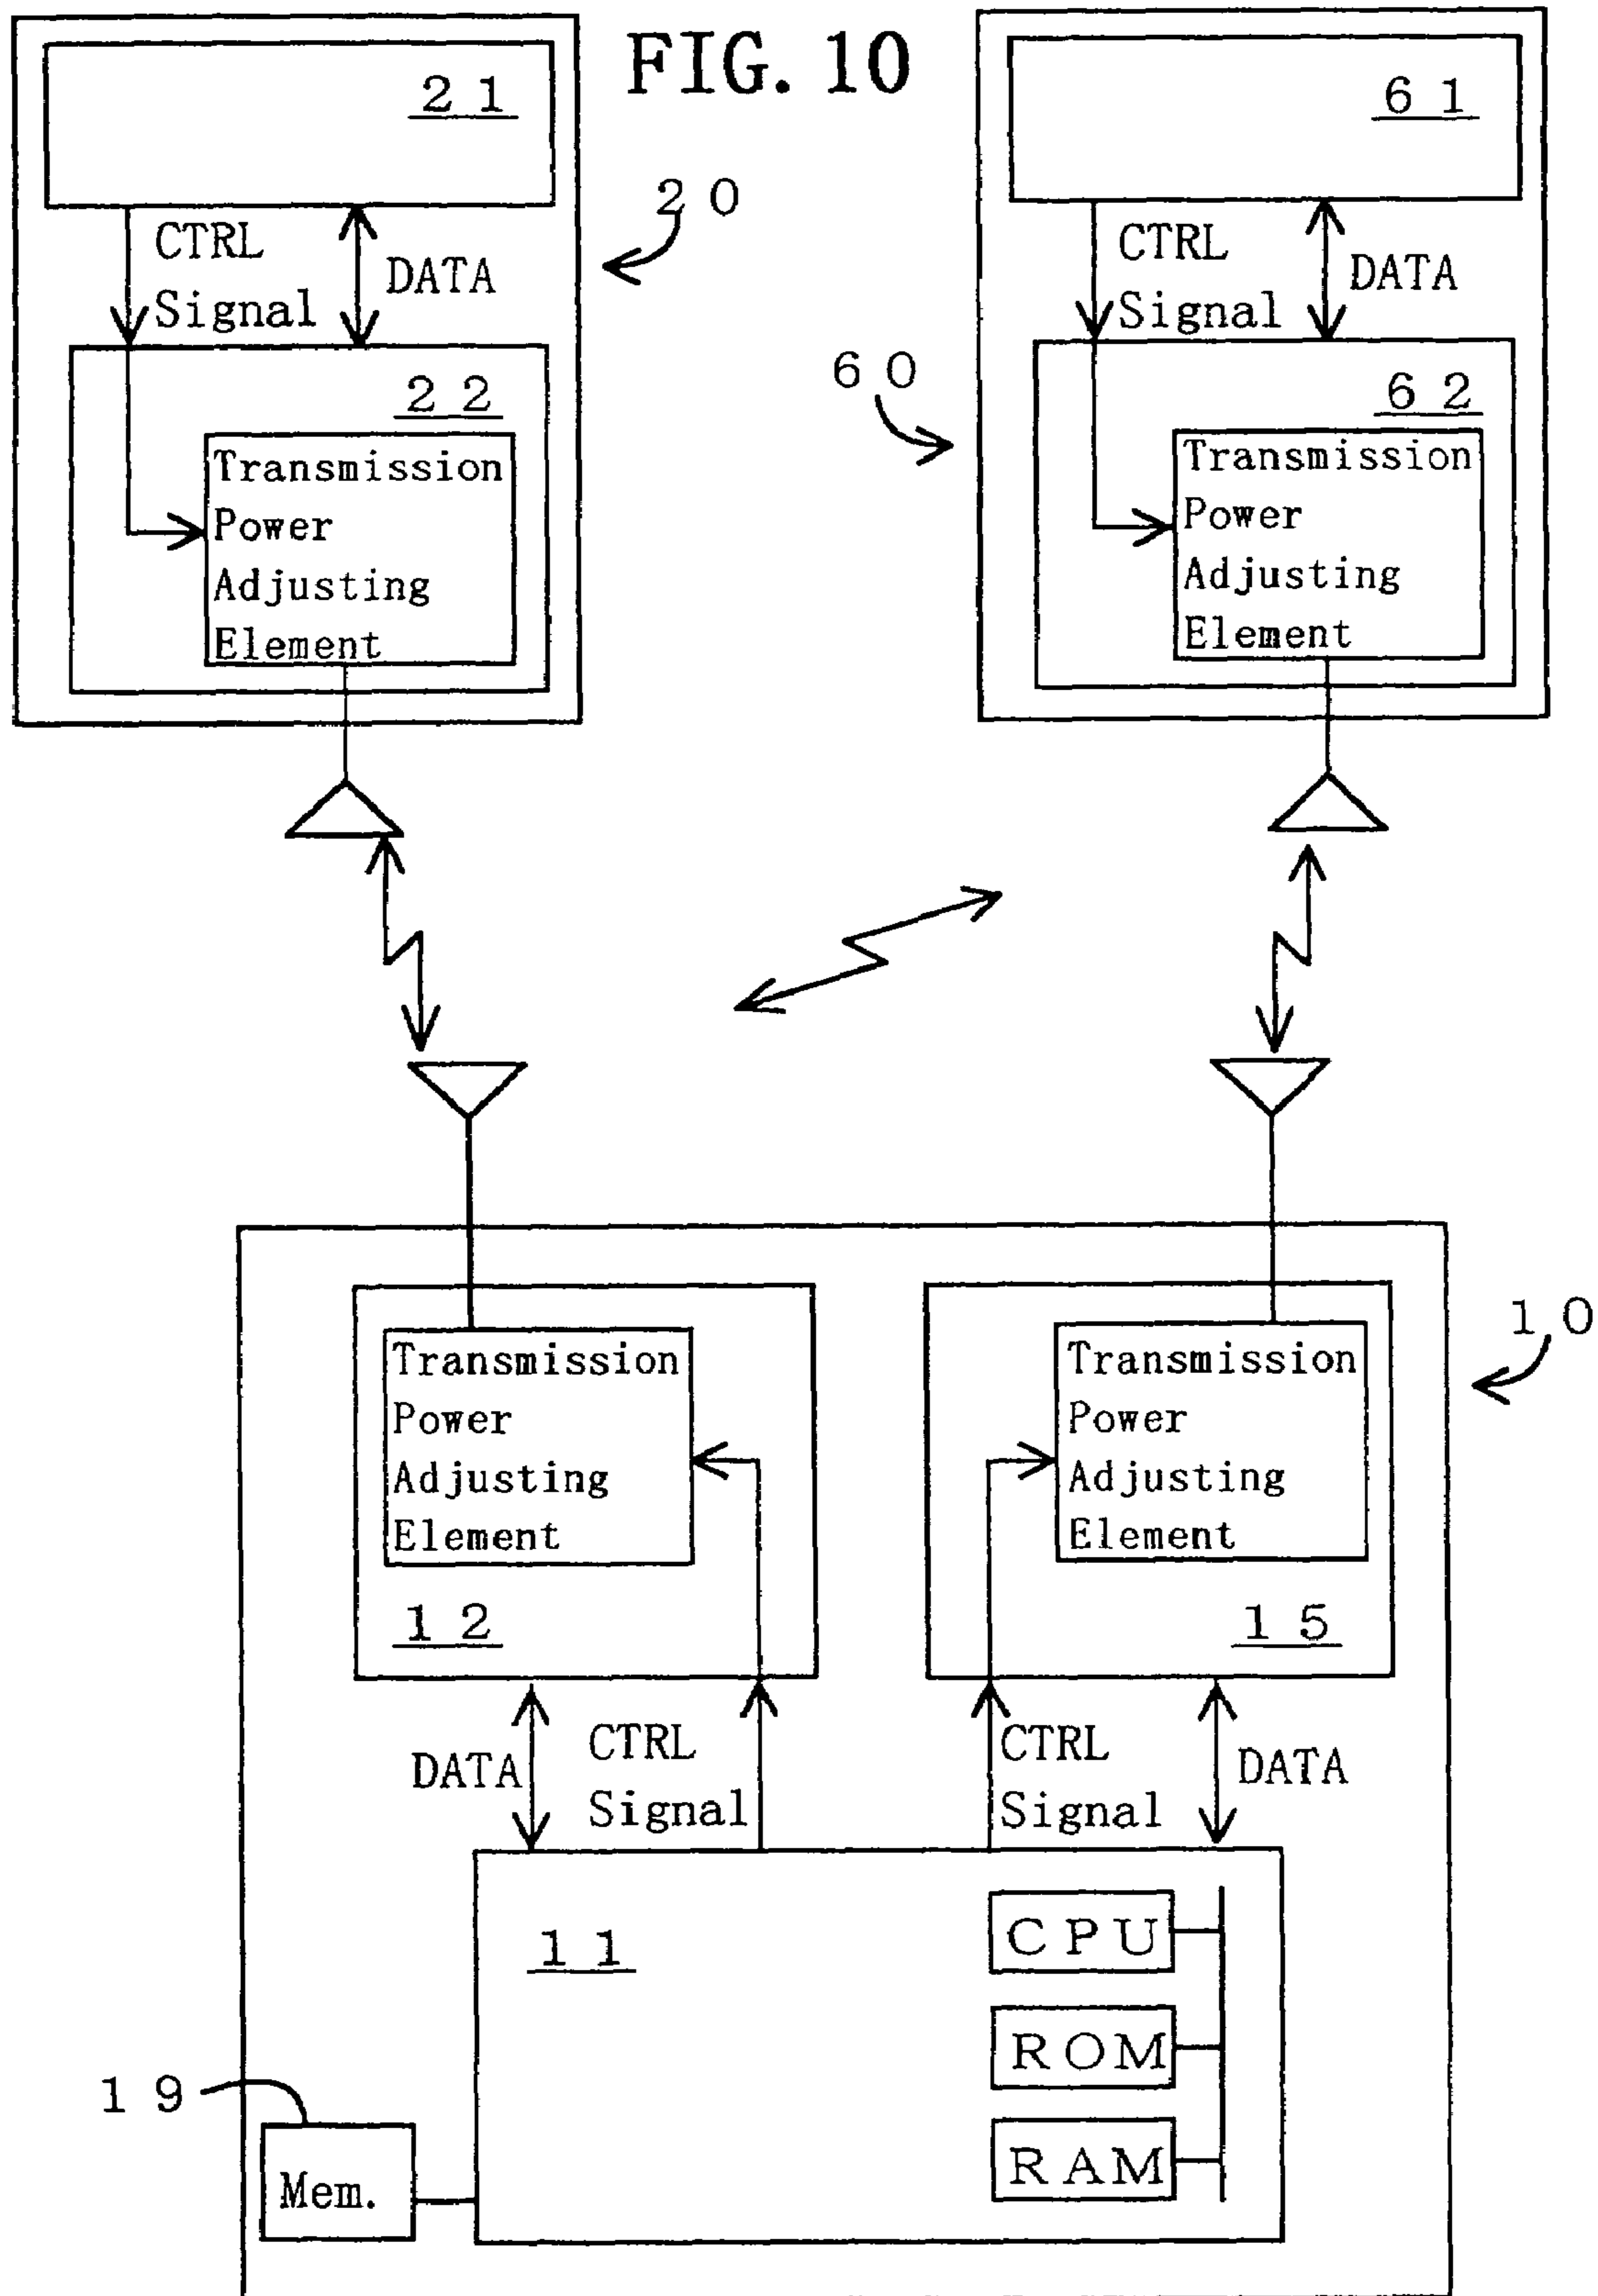 FIG. 10
21
20
CTRL
Signal
DATA
22
Transmission
Power
Adjusting
Element
61
60
CTRL
Signal
DATA
62
Transmission
Power
Adjusting
Element
10
Transmission
Power
Adjusting
Element
12
Transmission
Power
Adjusting
Element
15
DATA
CTRL
Signal
CTRL
Signal
DATA
11
CPU
ROM
RAM
19
Mem.